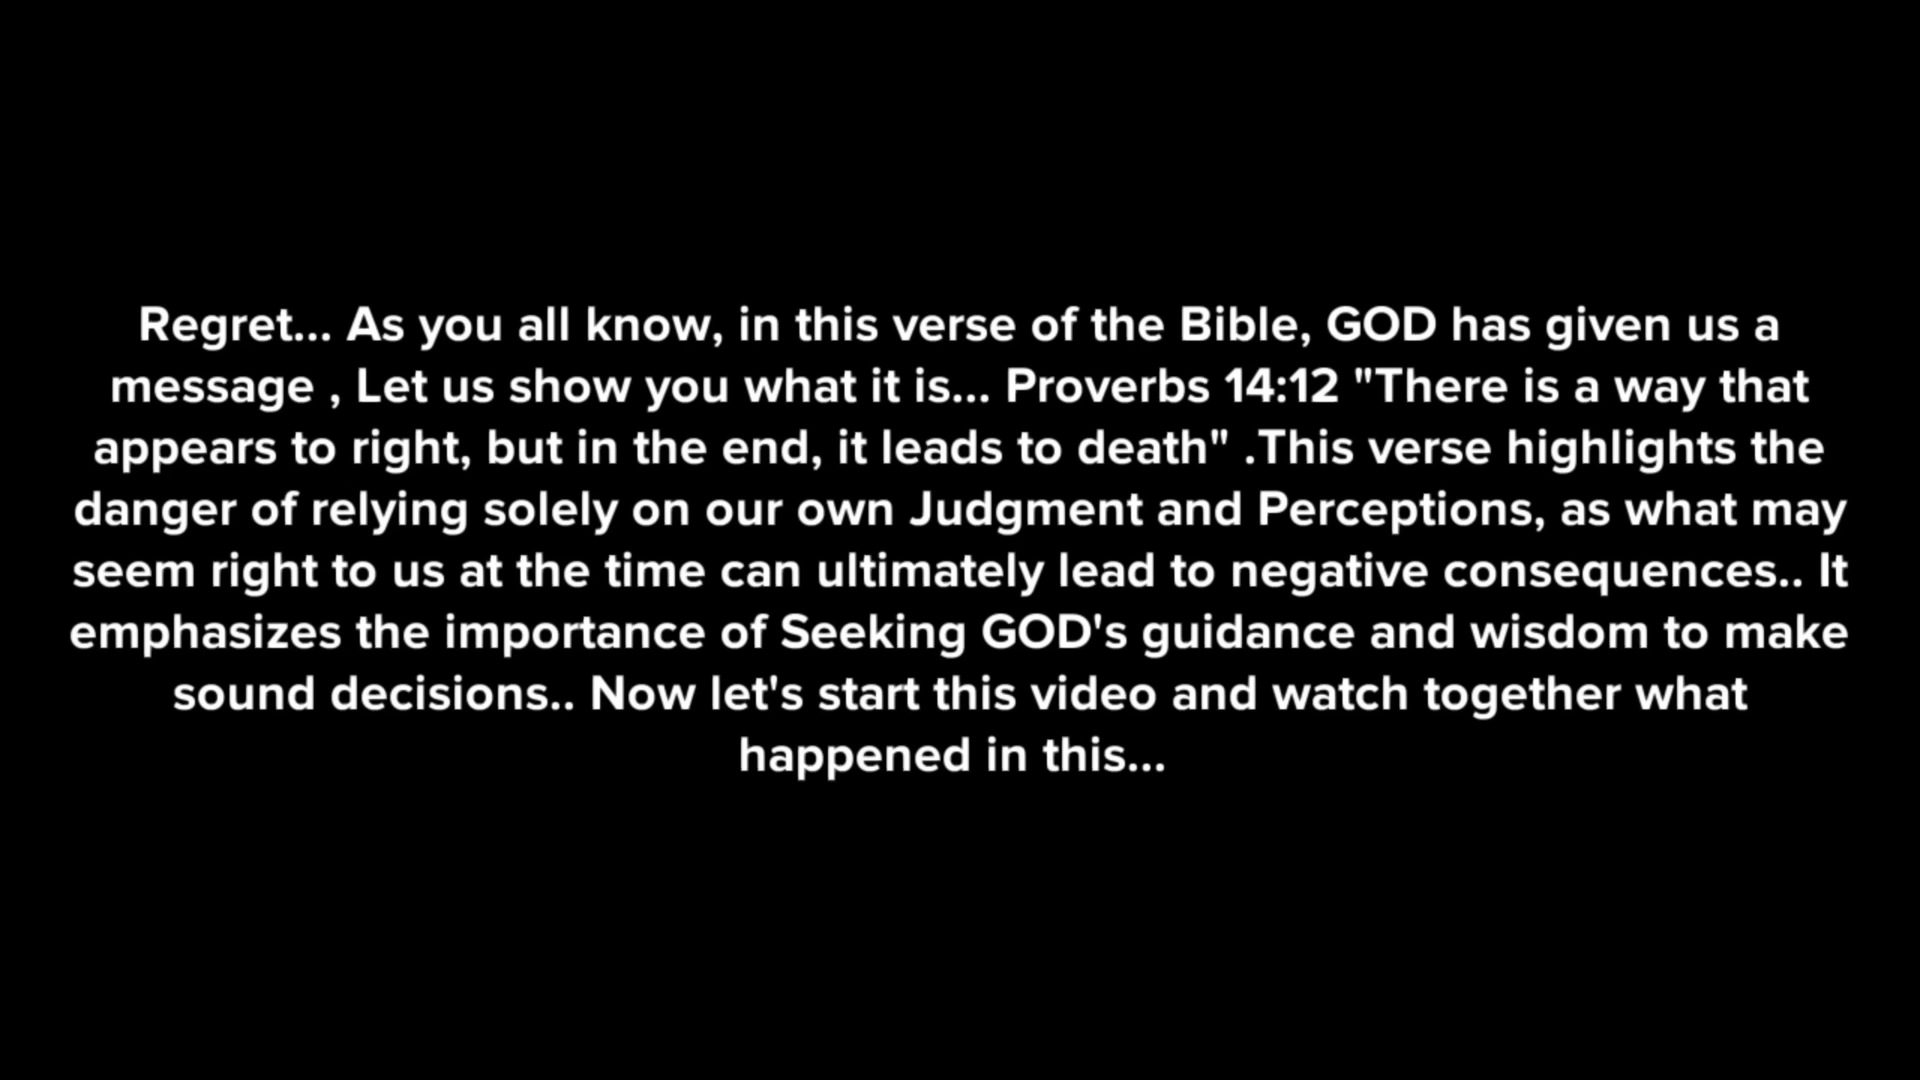 Regret... As you all know, in this verse of the Bible, GOD has given us a
message , Let us show you what it is... Proverbs 14:12 "There is a way that
appears to right, but in the end, it leads to death" .This verse highlights the
danger of relying solely on our own Judgment and Perceptions, as what may
seem right to us at the time can ultimately lead to negative consequences.. It
emphasizes the importance of Seeking GOD's guidance and wisdom to make
sound decisions.. Now let's start this video and watch together what
happened in this...